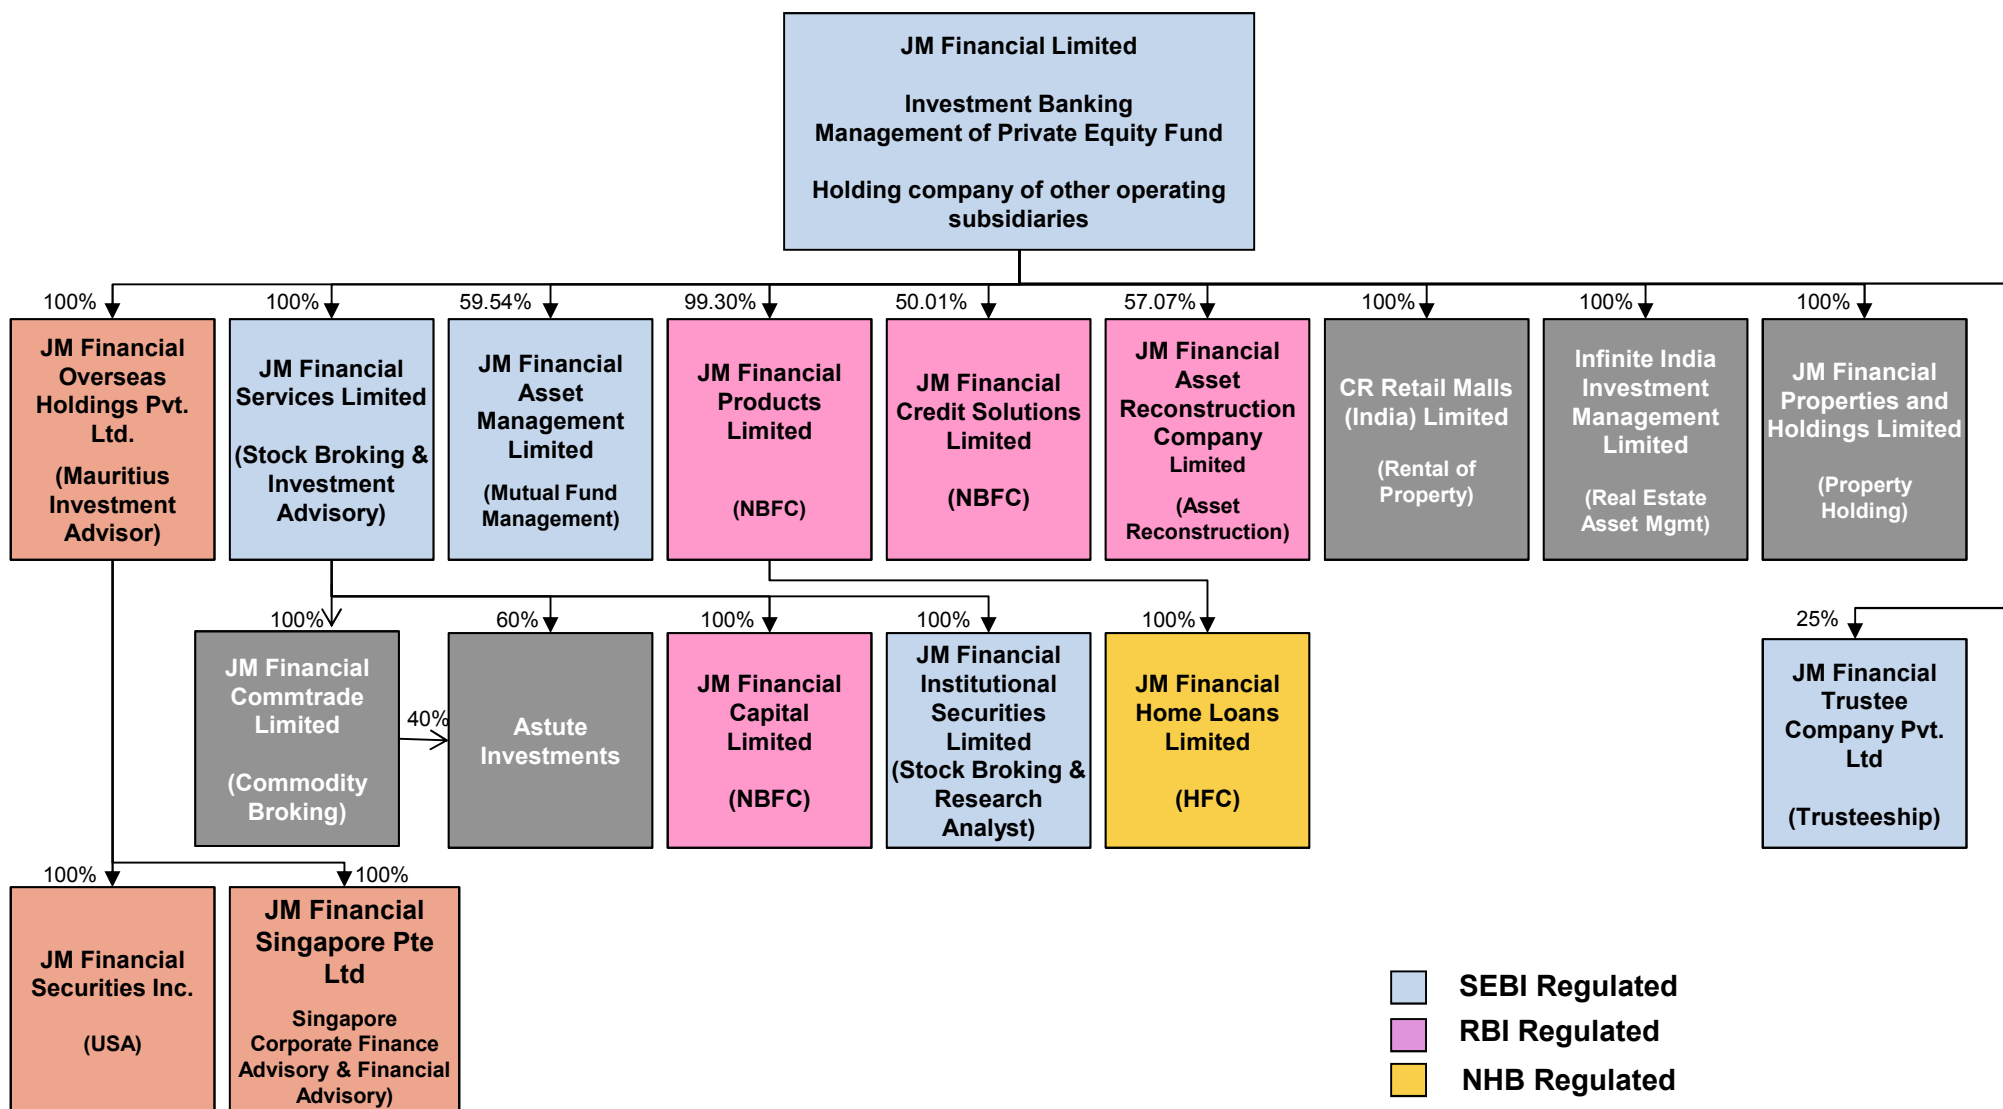 JM Financial Limited
Investment Banking
Management of Private Equity Fund
Holding company of other operating
subsidiaries
100%
100%
59.54%
99.30%
50.01%
57.07%
100%
100%
100%
JM Financial
Overseas
Holdings Pvt.
Ltd.
(Mauritius
Investment
Advisor)
JM Financial
Services Limited
(Stock Broking &
Investment
Advisory)
JM Financial
Asset
Management
Limited
(Mutual Fund
Management)
JM Financial
Products
Limited
(NBFC)
JM Financial
Credit Solutions
Limited
(NBFC)
JM Financial
Asset
Reconstruction
Company
Limited
(Asset
Reconstruction)
CR Retail Malls
(India) Limited
(Rental of
Property)
Infinite India
Investment
Management
Limited
(Real Estate
Asset Mgmt)
JM Financial
Properties and
Holdings Limited
(Property
Holding)
100%
60%
100%
100%
100%
25%
JM Financial
Commtrade
Limited
(Commodity
Broking)
40%
Astute
Investments
JM Financial
Capital
Limited
(NBFC)
JM Financial
Institutional
Securities
Limited
(Stock Broking &
Research
Analyst)
JM Financial
Home Loans
Limited
(HFC)
JM Financial
Trustee
Company Pvt.
Ltd
(Trusteeship)
100%
100%
JM Financial
Securities Inc.
(USA)
JM Financial
Singapore Pte
Ltd
Singapore
Corporate Finance
Advisory & Financial
Advisory)
SEBI Regulated
RBI Regulated
NHB Regulated